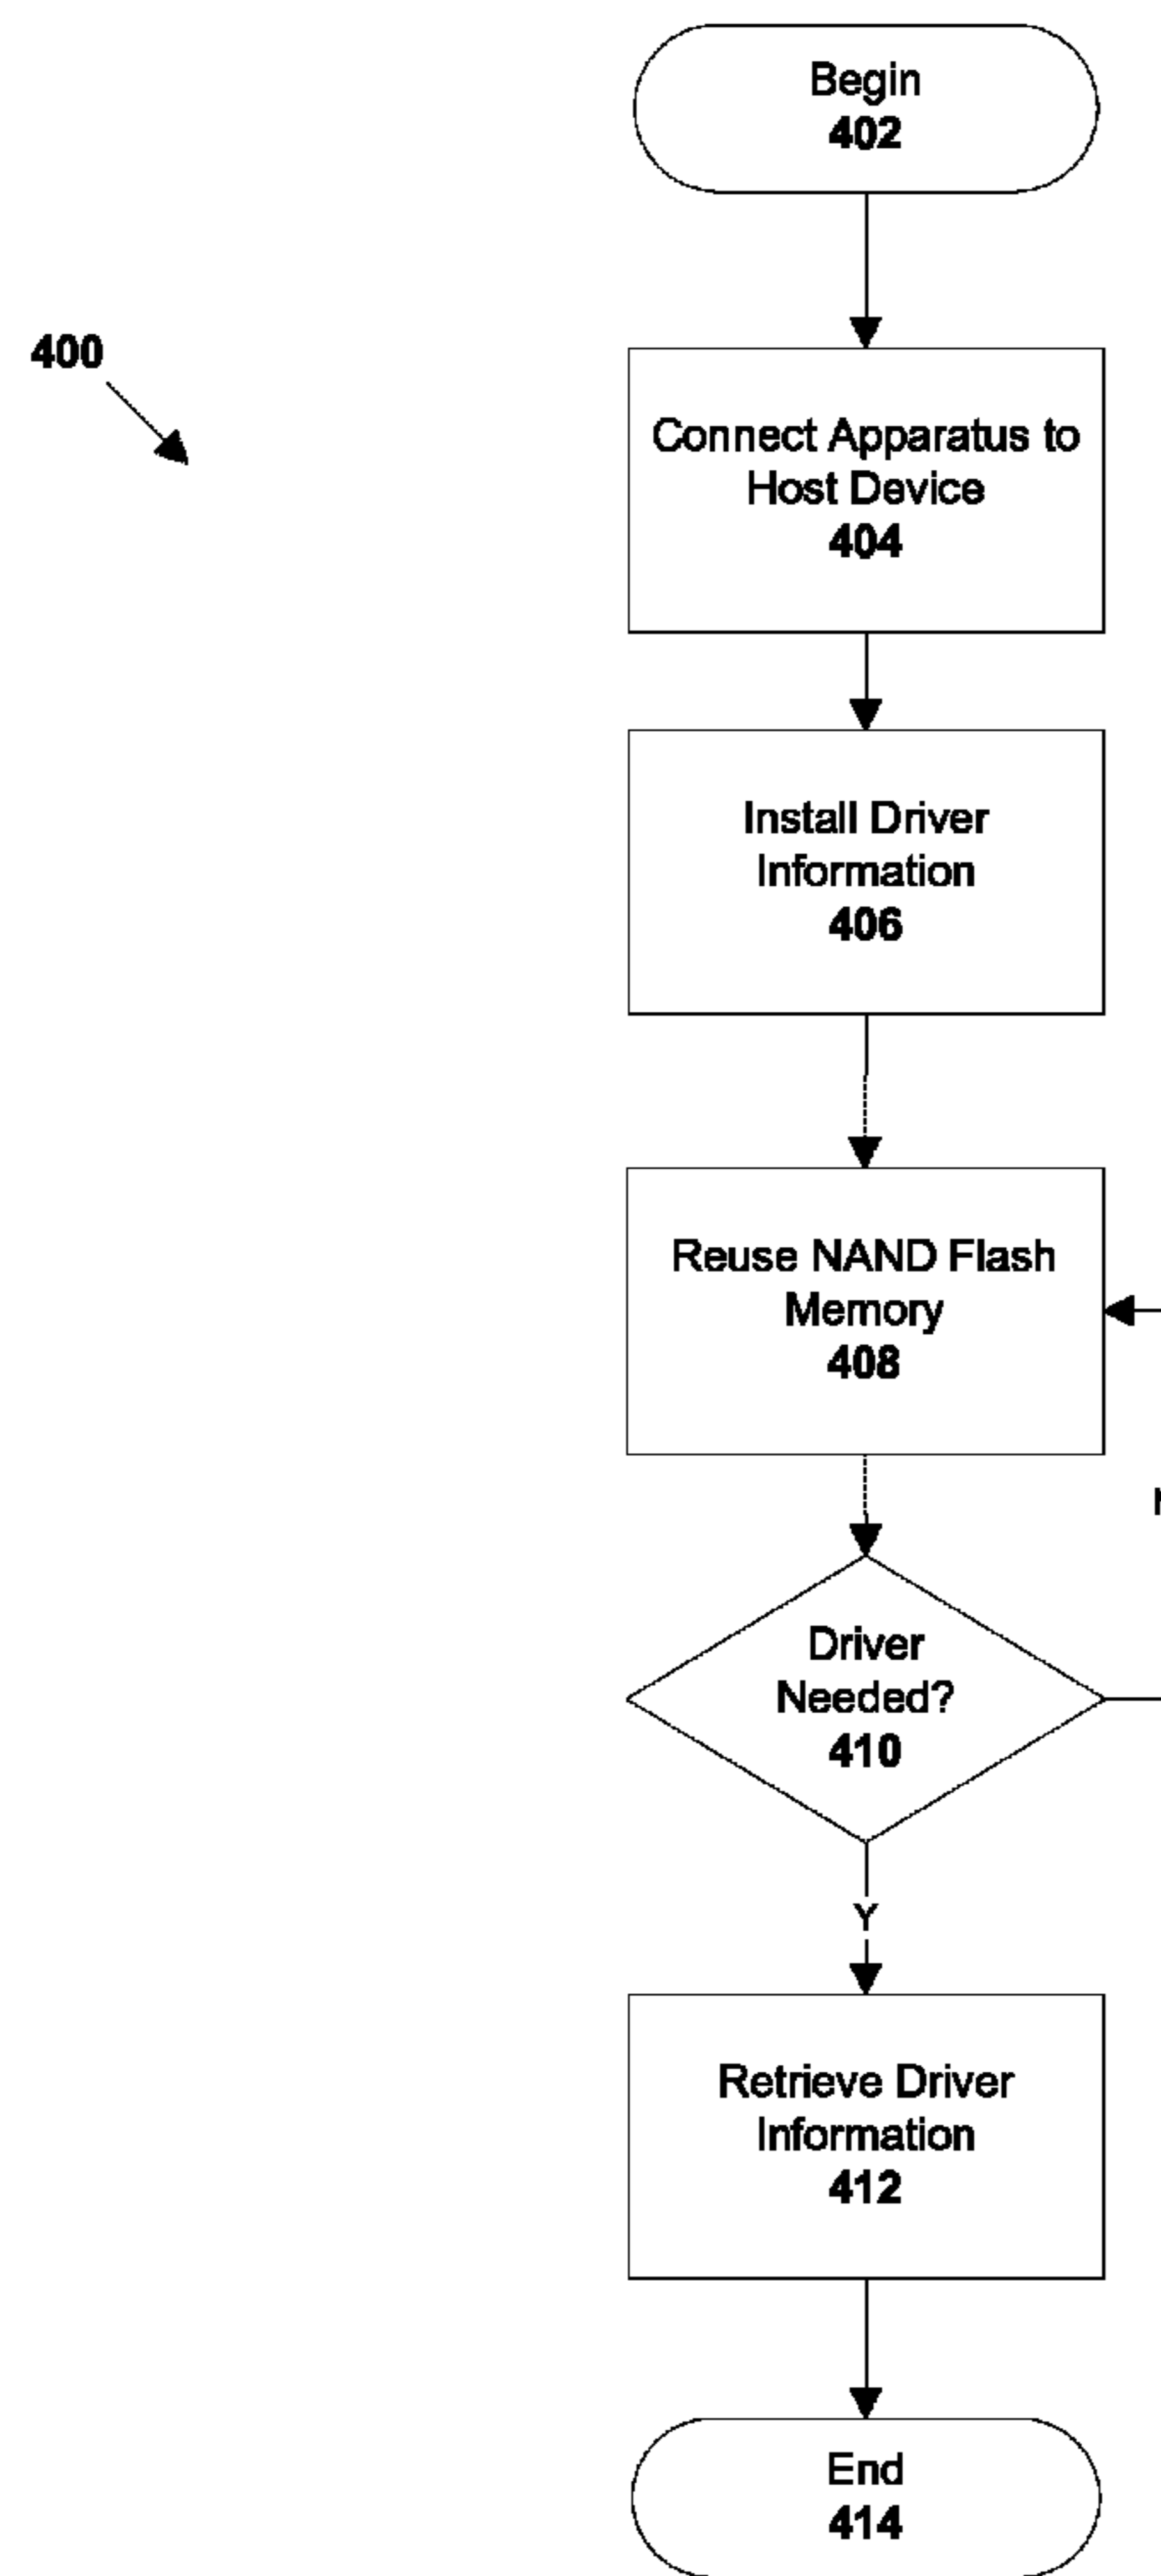 Begin
402
400
Connect Apparatus to
Host Device
404
Install Driver
Information
406
Reuse NAND Flash
Memory
408
Driver
Needed?
410
Y
Retrieve Driver
Information
412
End
414